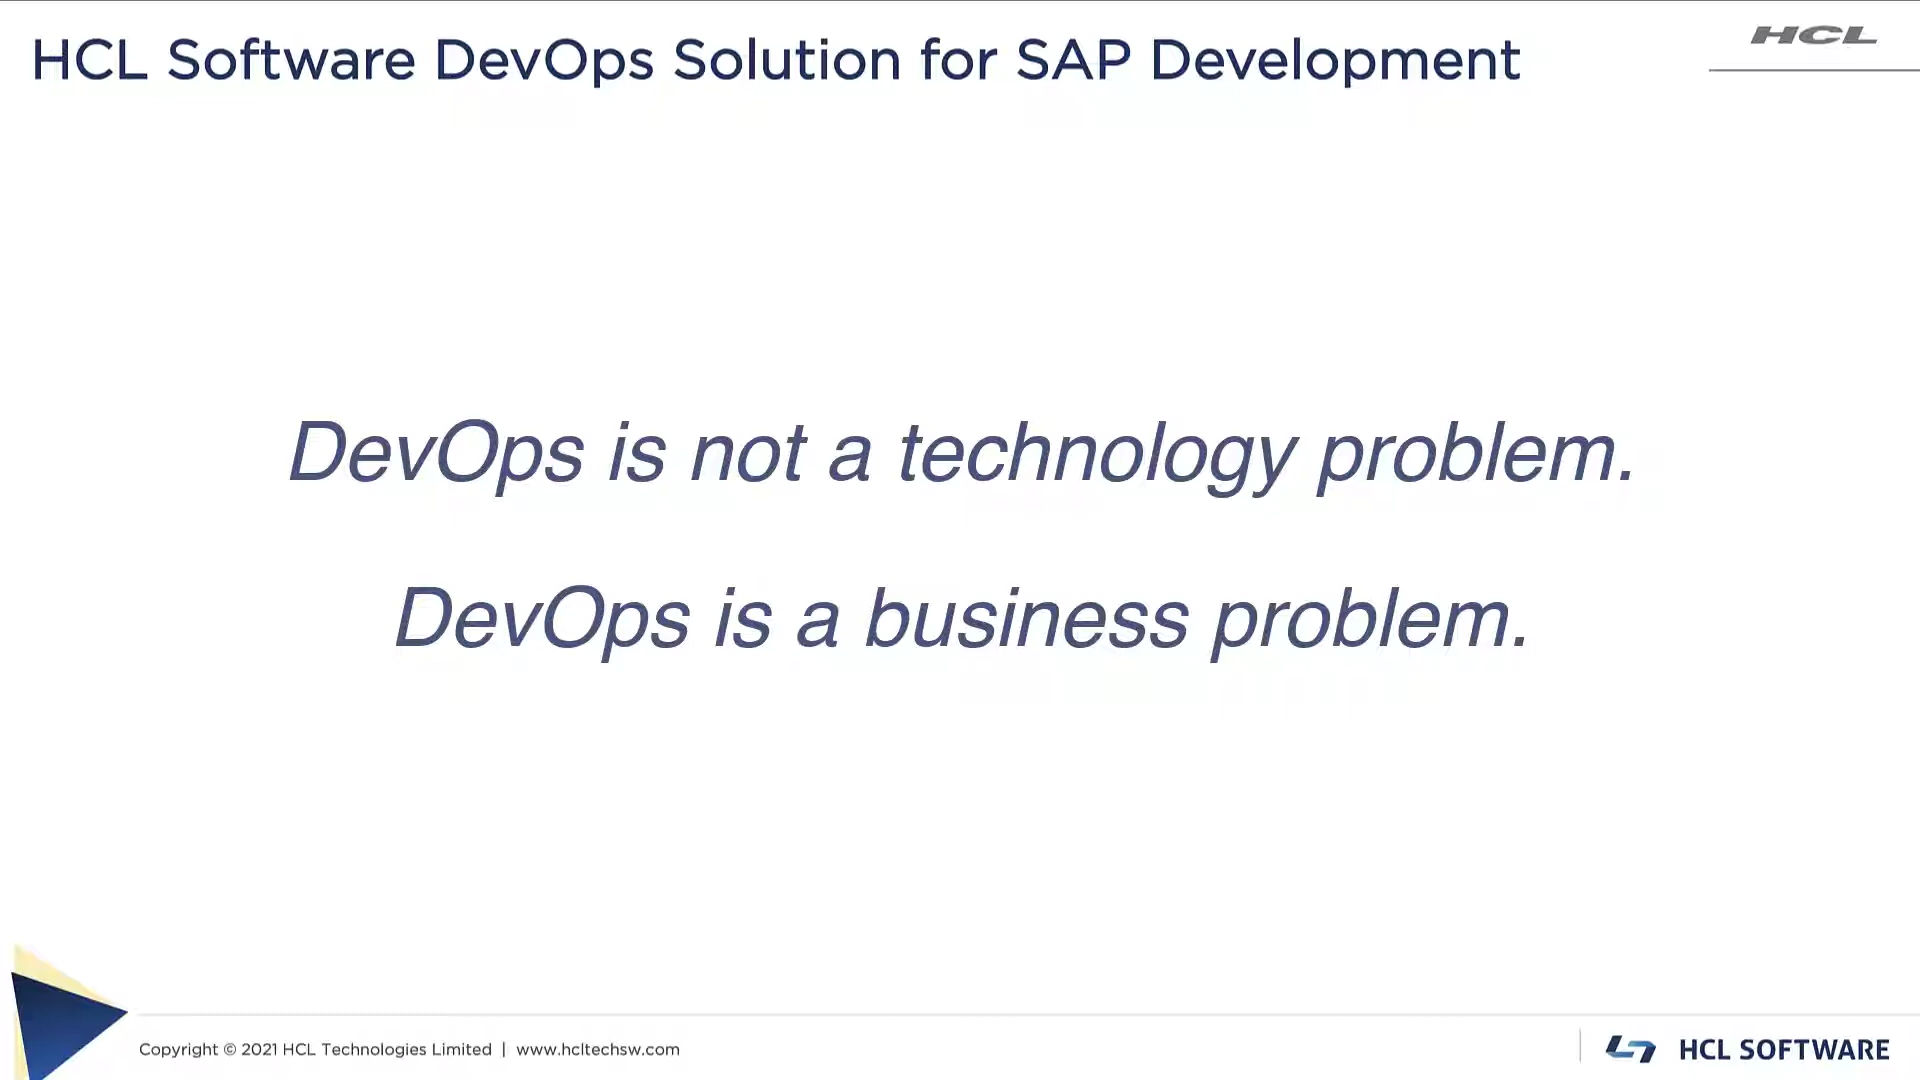 HCL Software DevOps Solution for SAP Development
HCL
DevOps is not a technology problem.
DevOps is a business problem.
Copyright © 2021 HCL Technologies Limited | www.hcltechsw.com
HCL SOFTWARE